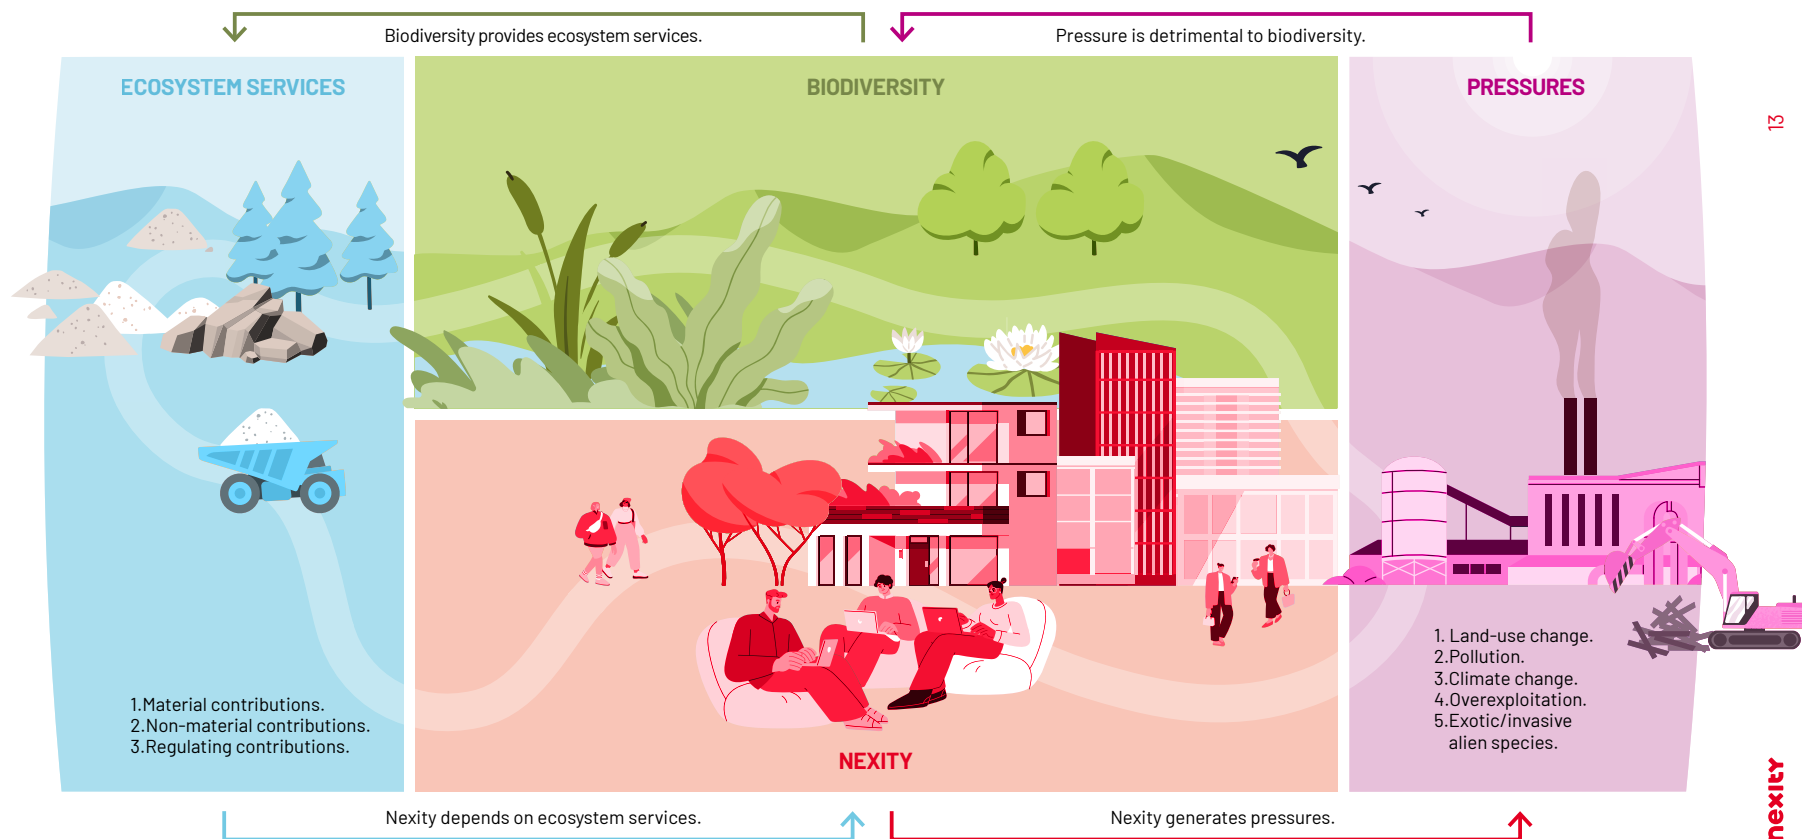 Biodiversity provides ecosystem services.
Pressure is detrimental to biodiversity.
ECOSYSTEM SERVICES
BIODIVERSITY
PRESSURES
13
1.Material contributions.
2.Non-material contributions.
3.Regulating contributions.
NEXITY
1. Land-use change.
2.Pollution.
3.Climate change.
4.Overexploitation.
5.Exotic/invasive
alien species.
Nexity depends on ecosystem services.
Nexity generates pressures.
nexity